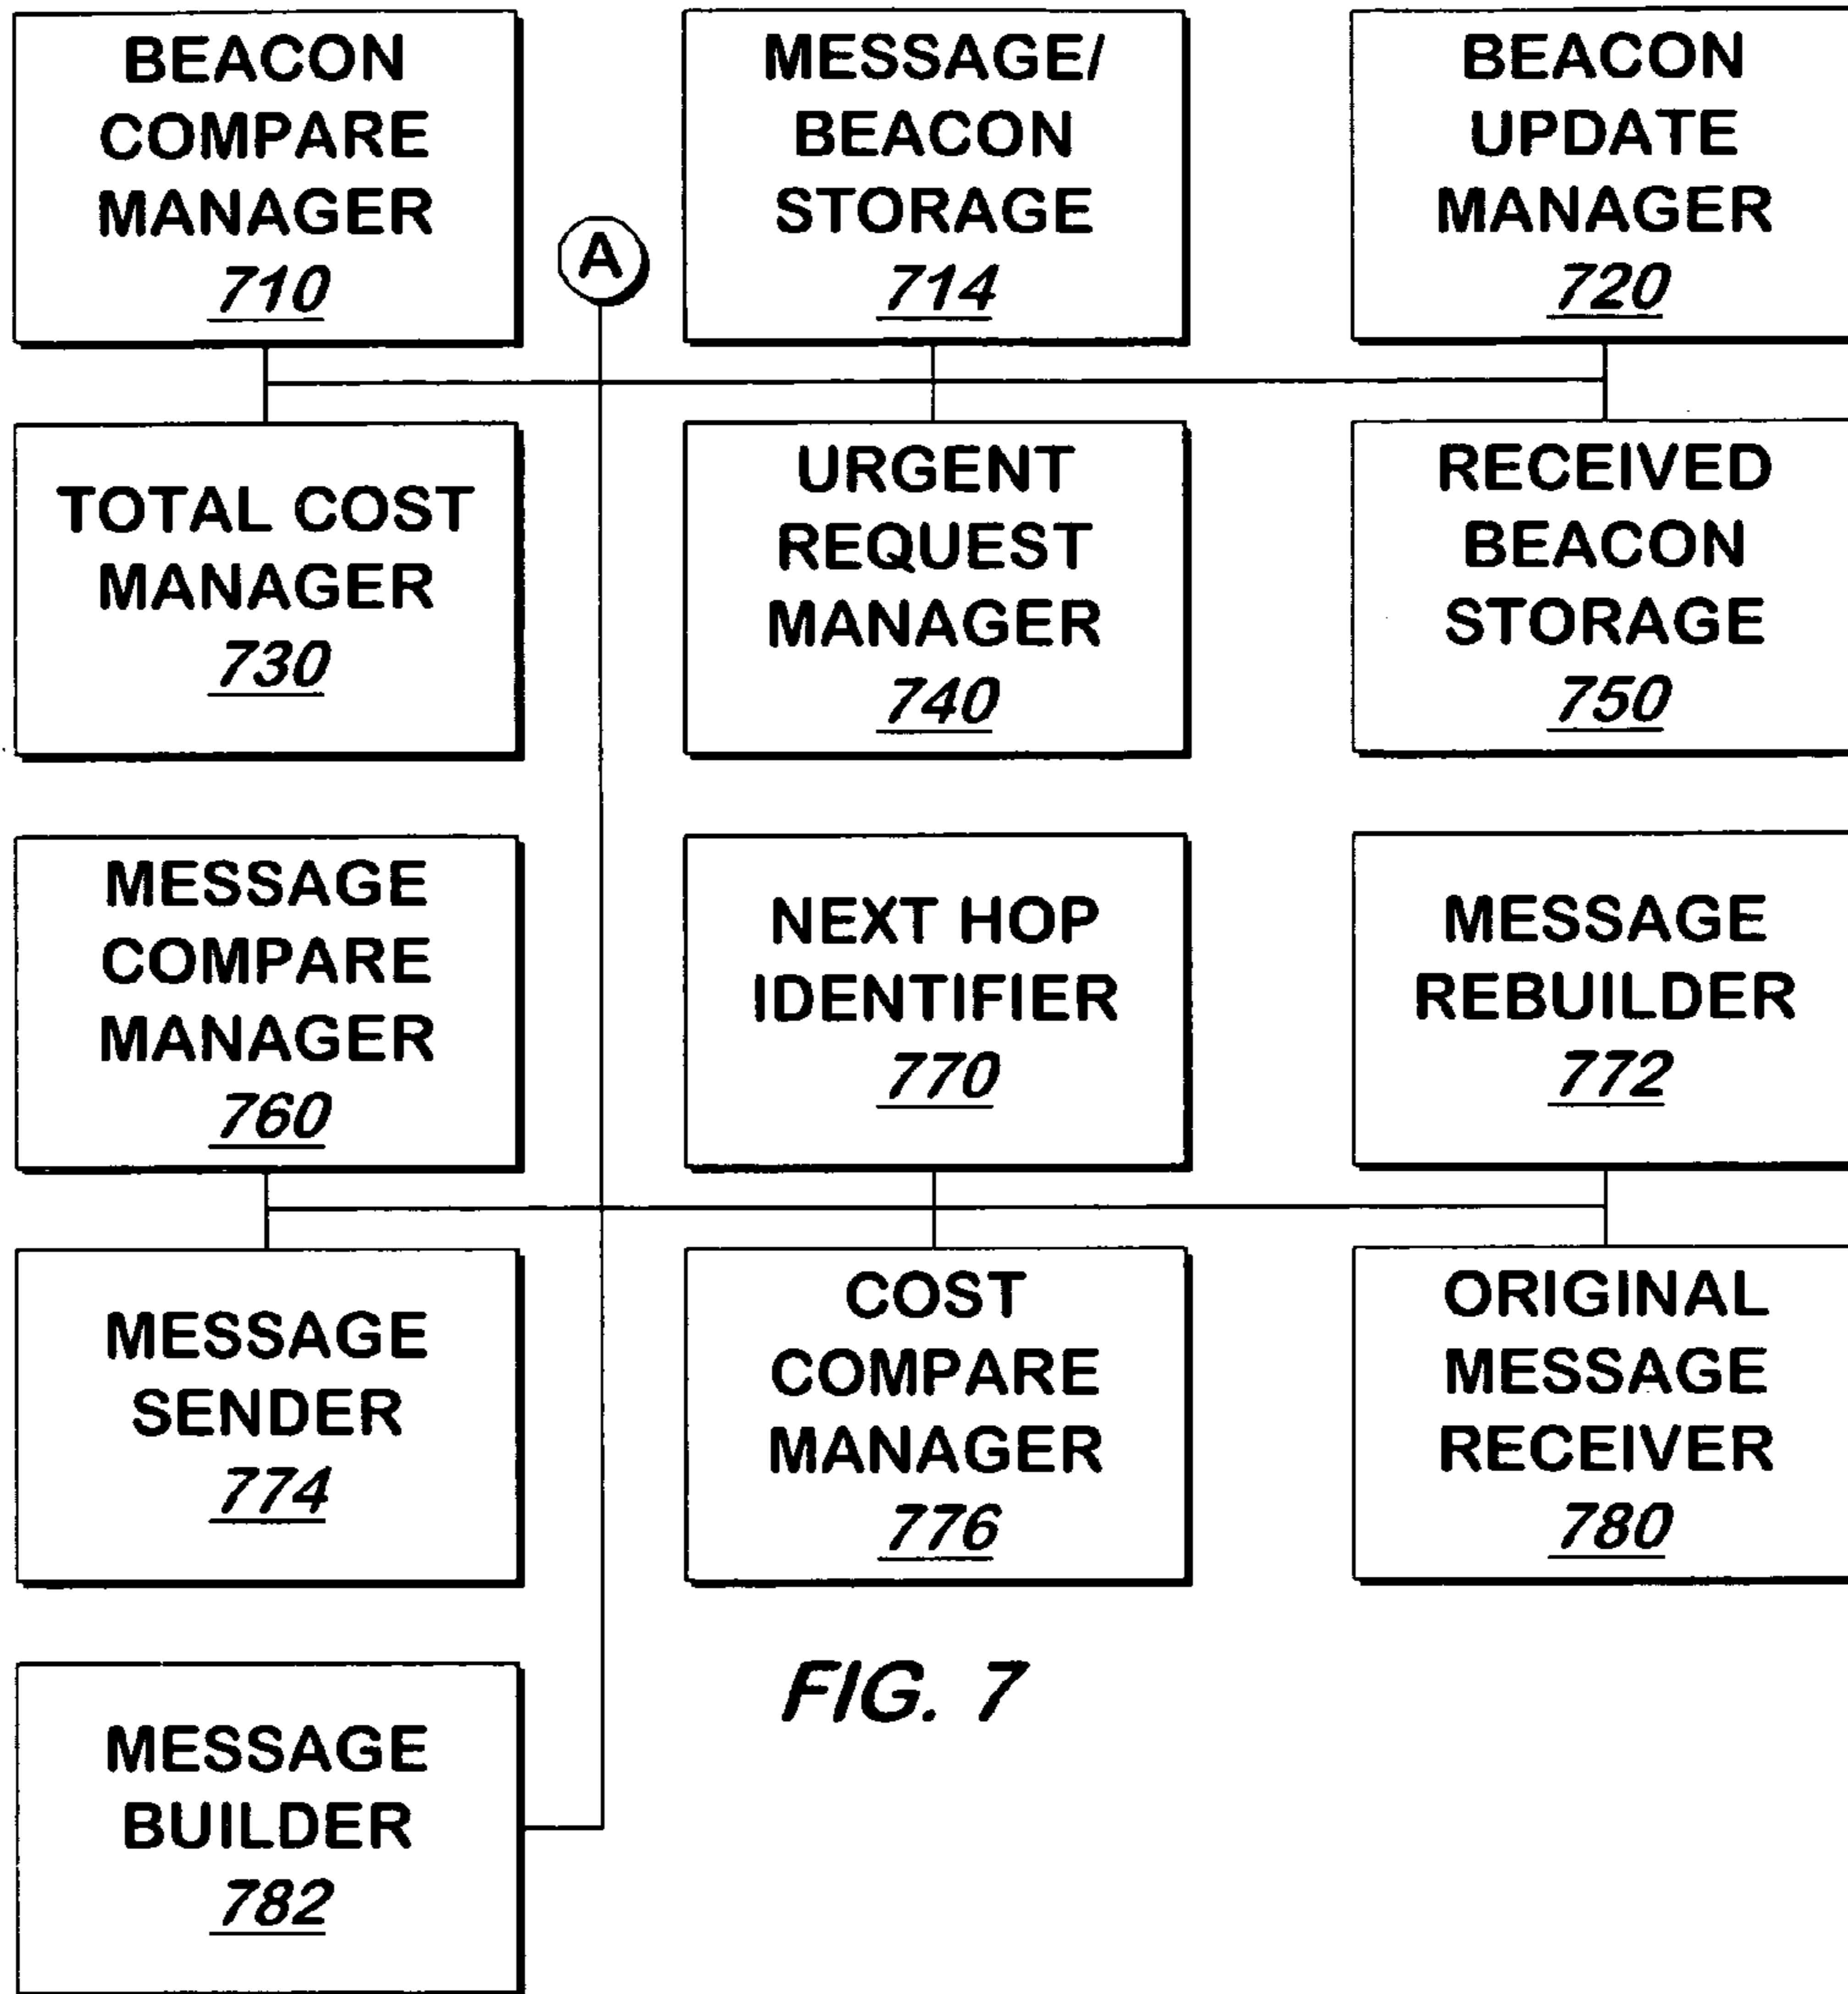 BEACON
COMPARE
MANAGER
710
A
MESSAGE/
BEACON
STORAGE
714
BEACON
UPDATE
MANAGER
720
TOTAL COST
MANAGER
730
URGENT
REQUEST
MANAGER
740
RECEIVED
BEACON
STORAGE
750
MESSAGE
COMPARE
MANAGER
760
NEXT HOP
IDENTIFIER
770
MESSAGE
REBUILDER
772
MESSAGE
SENDER
774
COST
COMPARE
MANAGER
776
ORIGINAL
MESSAGE
RECEIVER
780
MESSAGE
BUILDER
782
FIG. 7